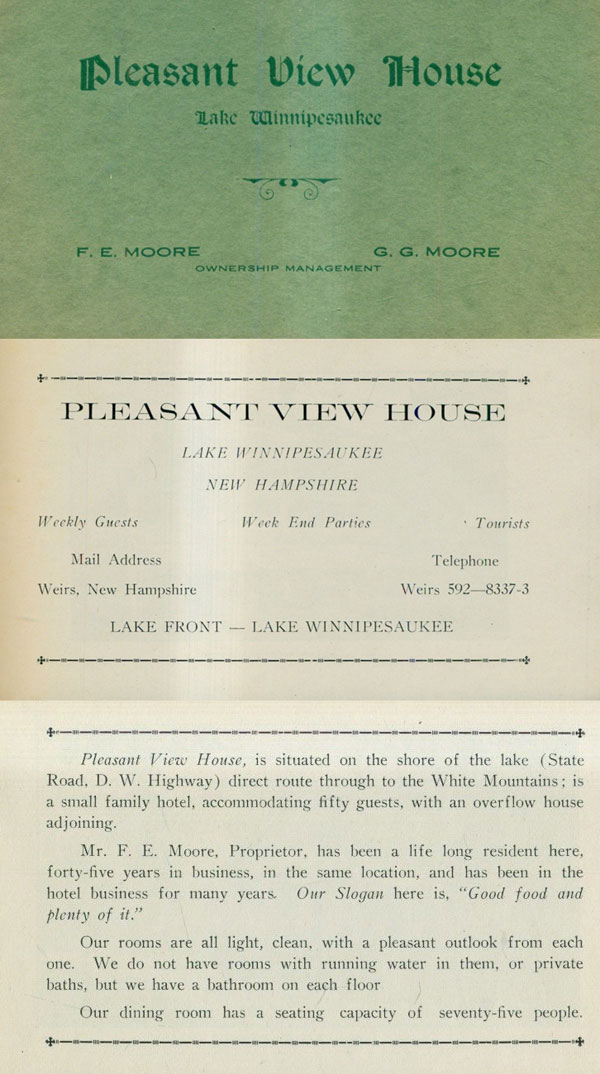 Pleasant View House
Lake Winnipesaukee
F. E. MOORE G. G. MOORE
OWNERSHIP MANAGEMENT
PLEASANT VIEW HOUSE
LAKE WINNIPESAUKEE
NEW HAMPSHIRE
Weekly Guests Week End Parties Tourists
Mail Address Telephone
Weirs, New Hampshire Weirs 592—8337-3
LAKE FRONT — LAKE WINNIPESAUKEE
Pleasant View House, is situated on the shore of the lake (State
Road, D. W. Highway) direct route through to the White Mountains; is
a small family hotel, accommodating fifty guests, with an overflow house
adjoining.
Mr. F. E. Moore, Proprietor, has been a life long resident here,
forty-five years in business, in the same location, and has been in the
hotel business for many years. Our Slogan here is, "Good food and
plenty of it."
Our rooms are all light, clean, with a pleasant outlook from each
one. We do not have rooms with running water in them, or private
baths, but we have a bathroom on each floor
Our dining room has a seating capacity of seventy-five people.